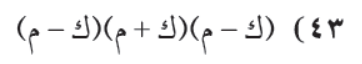 ٤٣) (ك − م)(ك + م)(ك − م)